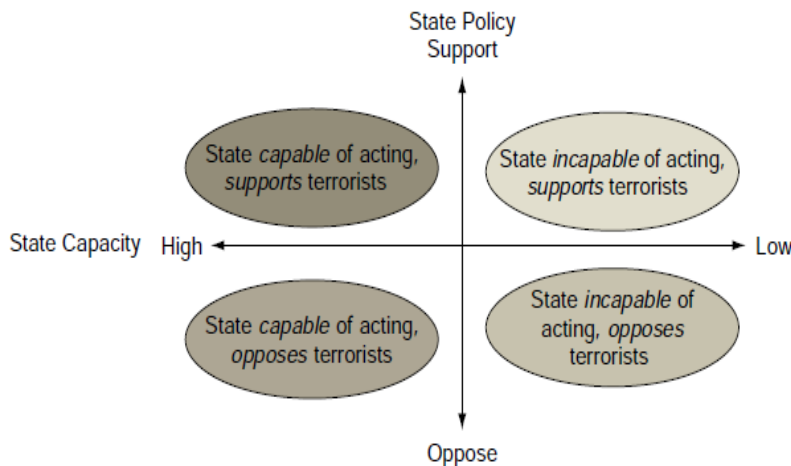 State Policy
Support
State capable of acting,
supports terrorists
State incapable of acting,
supports terrorists
State Capacity
High
Low
State capable of acting,
opposes terrorists
State incapable of
acting, opposes
terrorists
Oppose